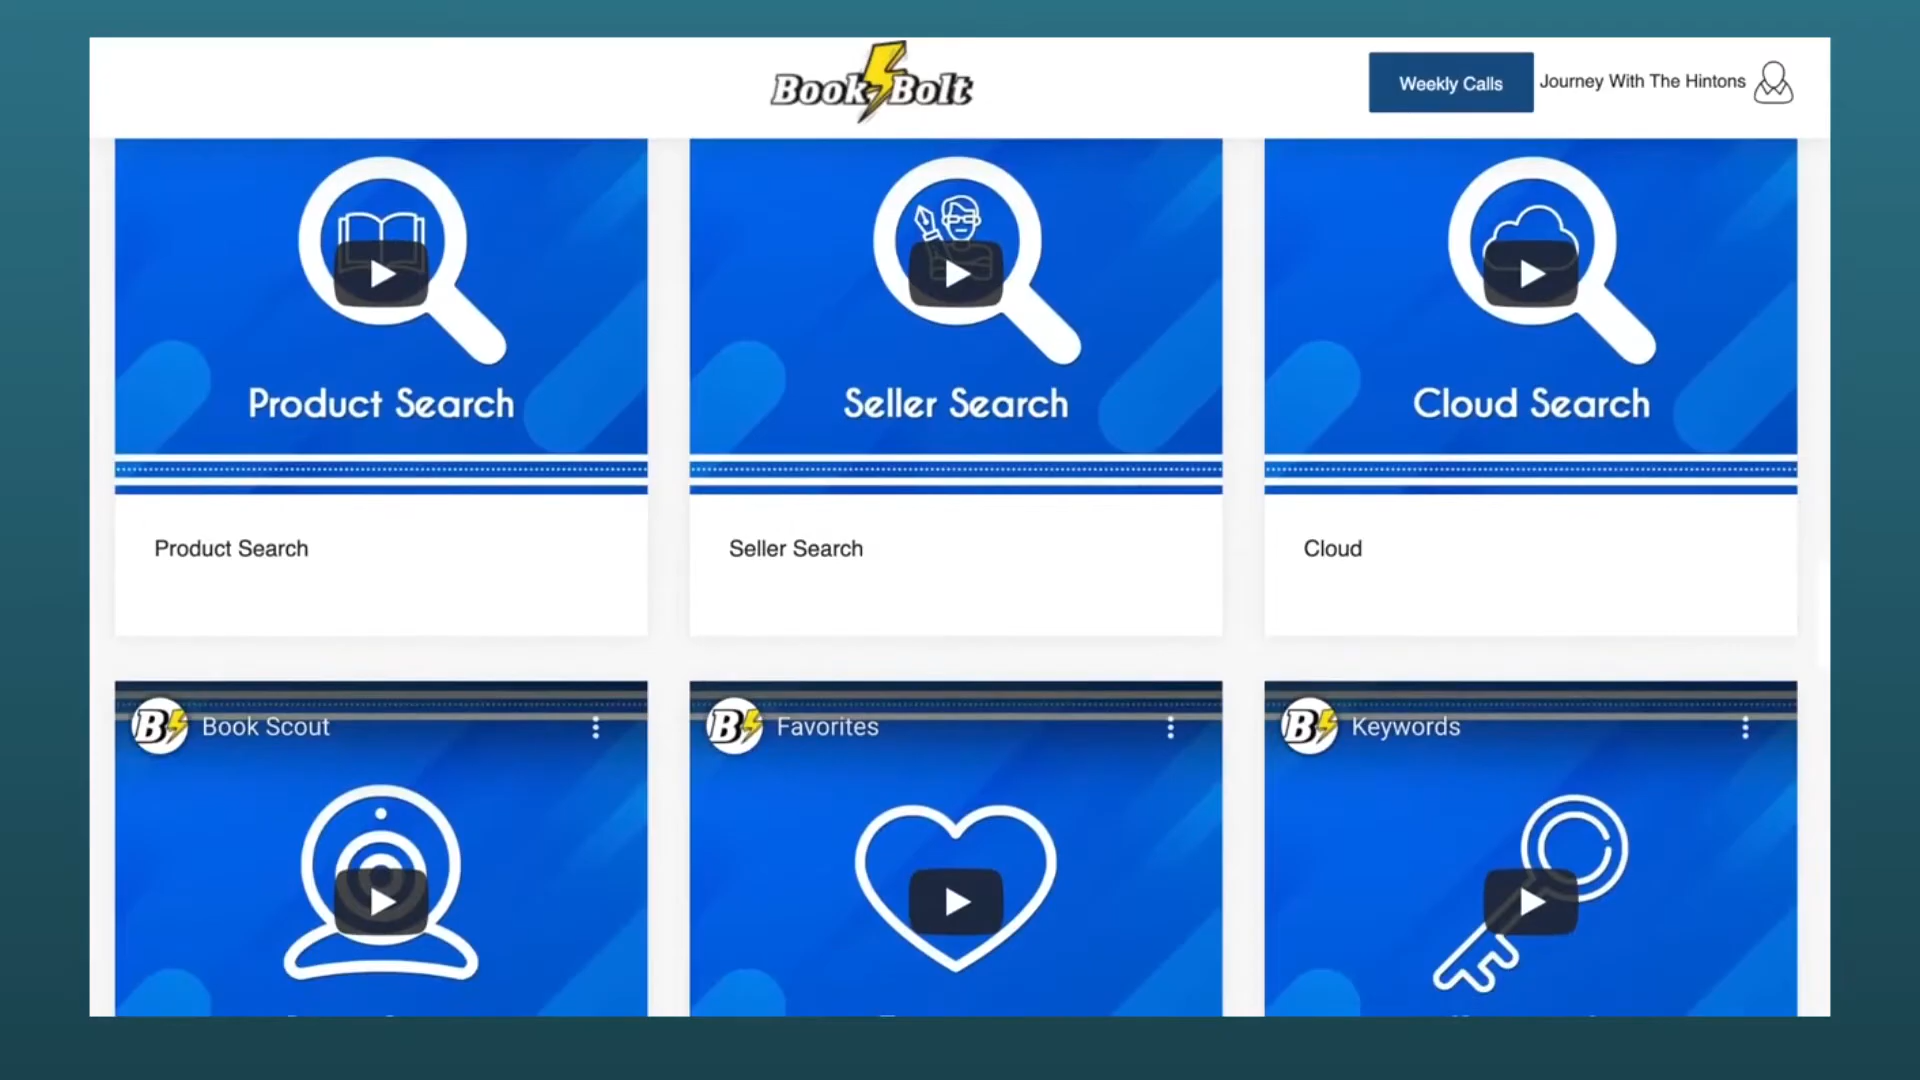 Book Bolt
Weekly Calls
Journey With The Hintons
Product Search
Seller Search
Cloud Search
Product Search
Seller Search
Cloud
B Book Scout
B Favorites
B Keywords